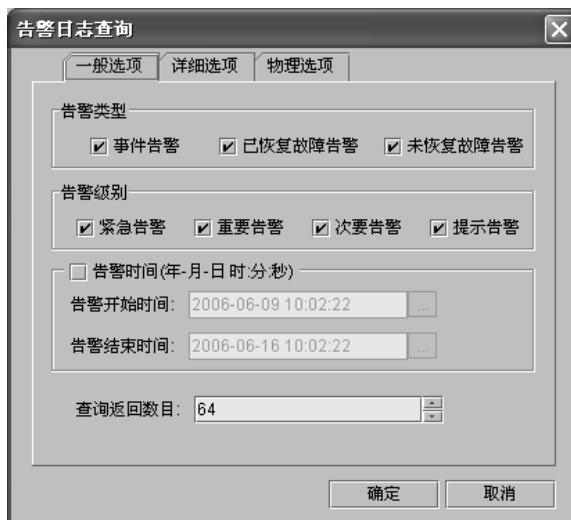 告警日志查询
一般选项 详细选项 物理选项
告警类型
事件告警 已恢复故障告警 未恢复故障告警
告警级别
紧急告警 重要告警 次要告警 提示告警
告警时间(年-月-日 时:分:秒)
告警开始时间: 2006-06-09 10:02:22 ...
告警结束时间: 2006-06-16 10:02:22 ...
查询返回数目: 64
确定 取消